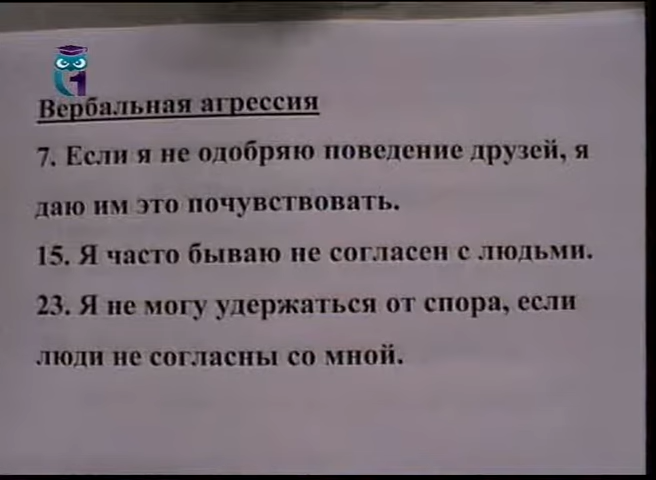 1
Вербальная агрессия
7. Если я не одобряю поведение друзей, я
даю им это почувствовать.
15. Я часто бываю не согласен с людьми.
23. Я не могу удержаться от спора, если
люди не согласны со мной.